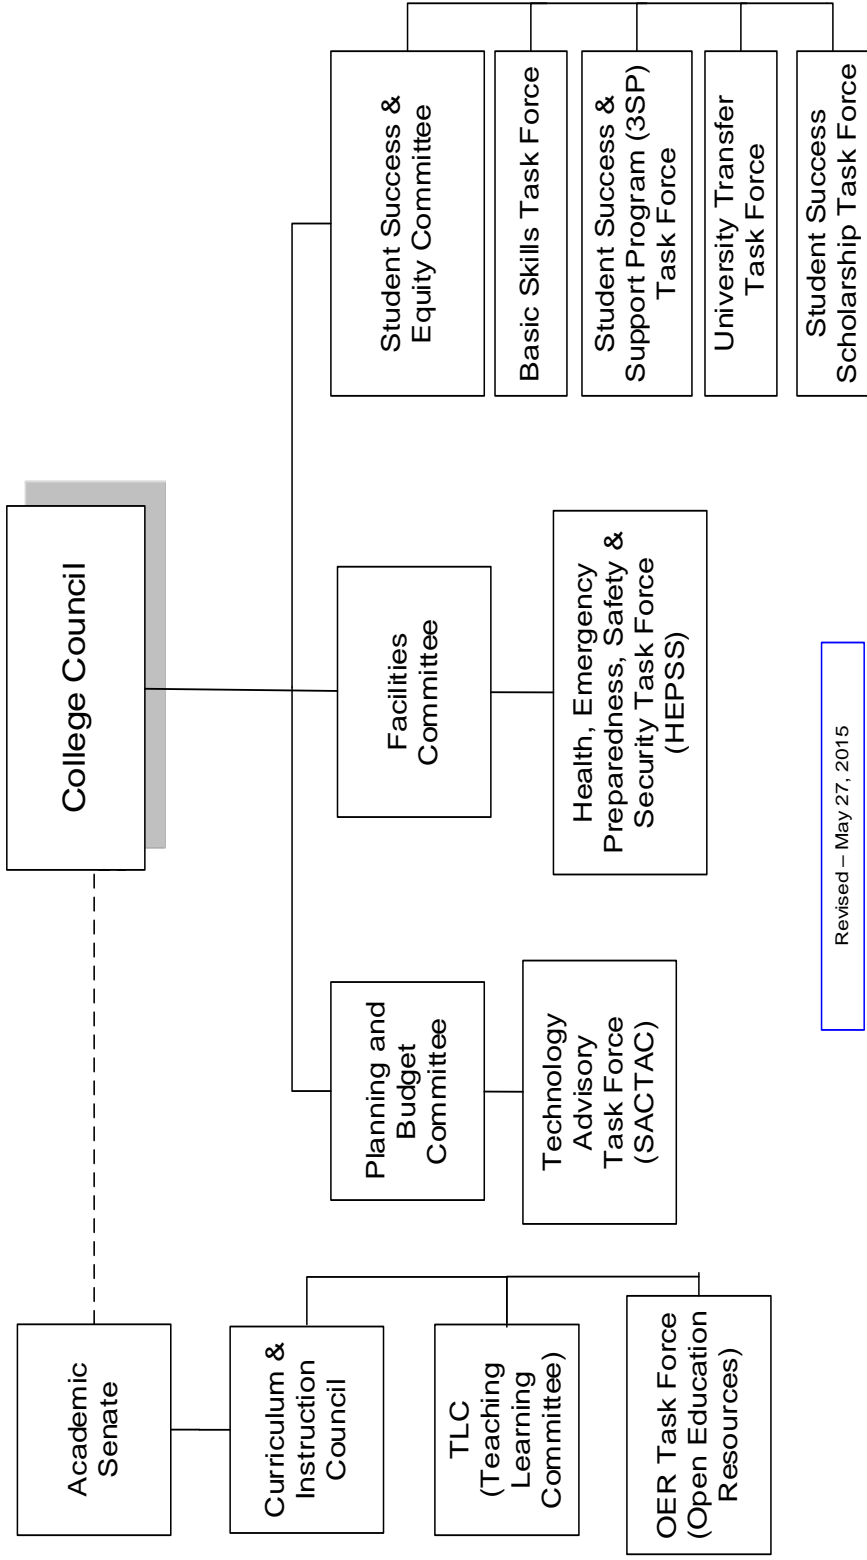 College Council
Academic
Senate
Curriculum &
Instruction
Council
TLC
(Teaching
Learning
Committee)
OER Task Force
(Open Education
Resources)
Planning and
Budget
Committee
Technology
Advisory
Task Force
(SACTAC)
Facilities
Committee
Health, Emergency
Preparedness, Safety &
Security Task Force
(HEPSS)
Student Success &
Equity Committee
Basic Skills Task Force
Student Success &
Support Program (3SP)
Task Force
University Transfer
Task Force
Student Success
Scholarship Task Force
Revised – May 27, 2015